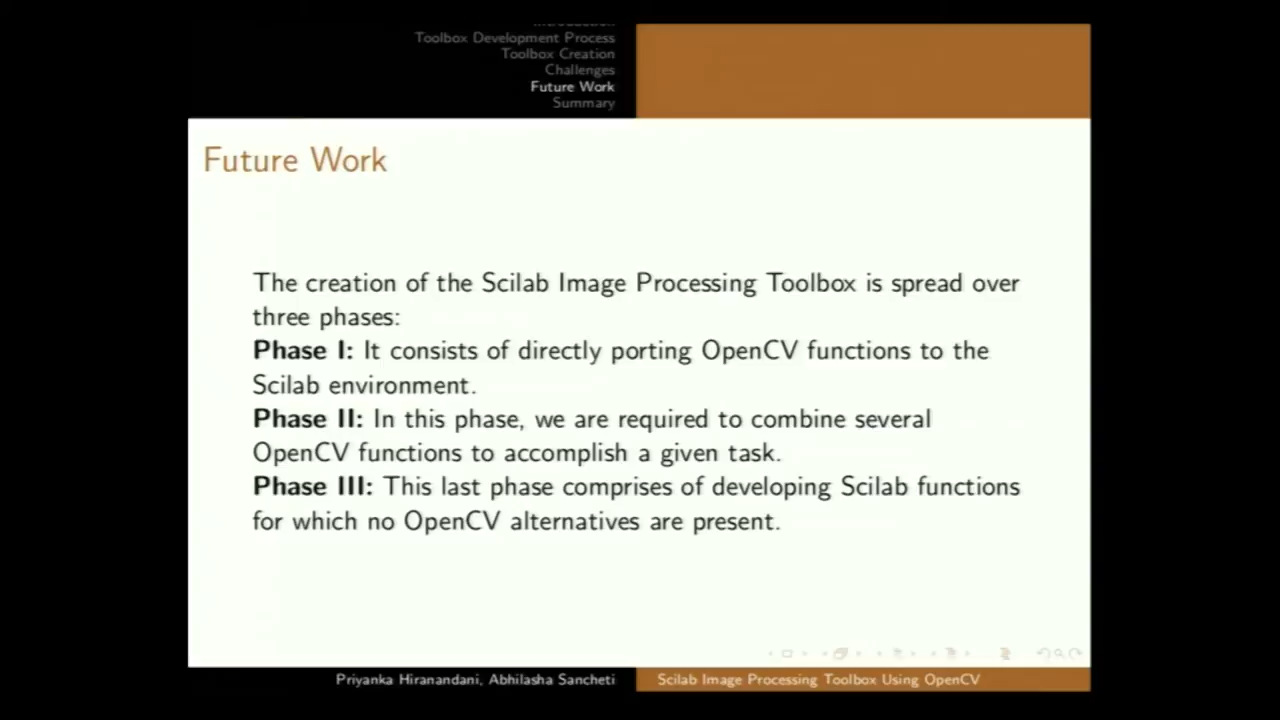 Toolbox Development Process
Toolbox Creation
Challenges
Future Work
Summary
Future Work
The creation of the Scilab Image Processing Toolbox is spread over
three phases:
Phase I: It consists of directly porting OpenCV functions to the
Scilab environment.
Phase II: In this phase, we are required to combine several
OpenCV functions to accomplish a given task.
Phase III: This last phase comprises of developing Scilab functions
for which no OpenCV alternatives are present.
Priyanka Hiranandani, Abhilasha Sancheti
Scilab Image Processing Toolbox Using OpenCV